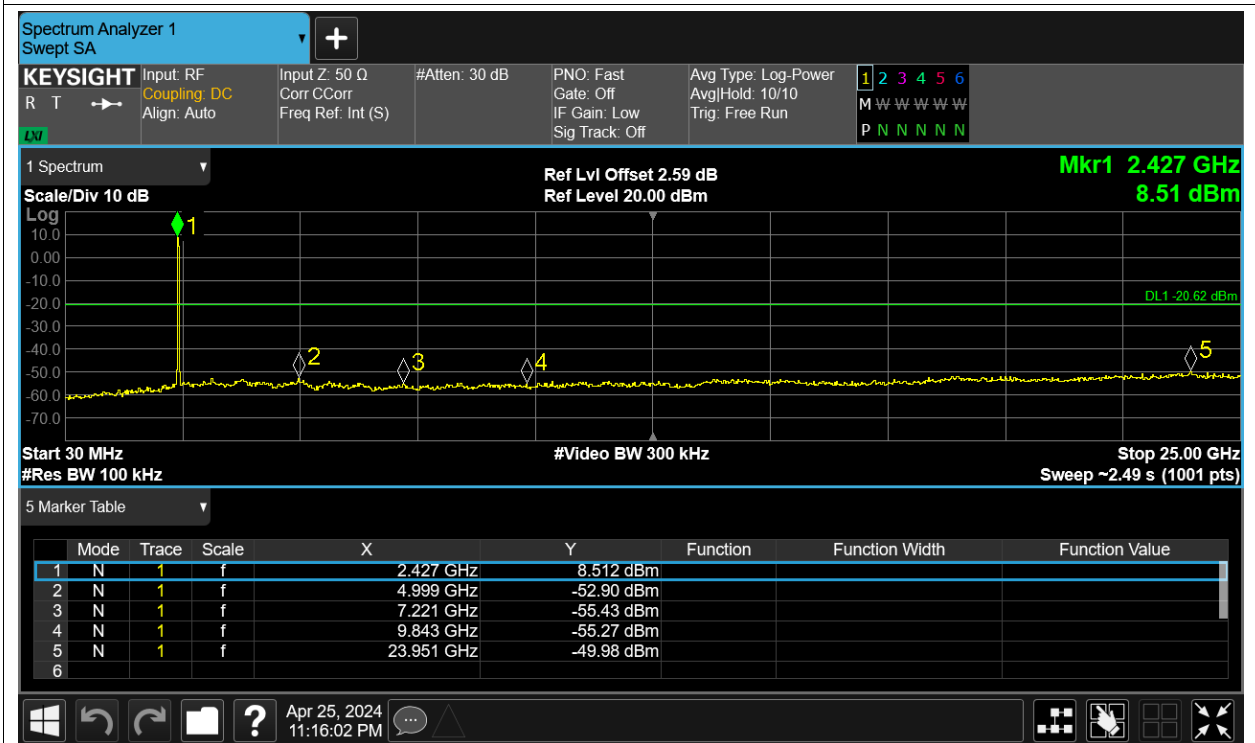 Spectrum Analyzer 1
Swept SA
+
KEYSIGHT Input: RF Input Z: 50 Ω #Atten: 30 dB PNO: Fast Avg Type: Log-Power 1 2 3 4 5 6
R T Coupling: DC Corr CCorr Gate: Off Avg|Hold: 10/10 M W W W W W
Align: Auto Freq Ref: Int (S) IF Gain: Low Trig: Free Run
LXI Sig Track: Off P N N N N N
1 Spectrum Ref Lvl Offset 2.59 dB Mkr1 2.427 GHz
Scale/Div 10 dB Ref Level 20.00 dBm 8.51 dBm
Log
1
10.0
0.00
-10.0
-20.0 DL1 -20.62 dBm
-30.0
-40.0 2 3 4 5
-50.0
-60.0
-70.0
Start 30 MHz #Video BW 300 kHz Stop 25.00 GHz
#Res BW 100 kHz Sweep ~2.49 s (1001 pts)
5 Marker Table
Mode Trace Scale X Y Function Function Width Function Value
1 N 1 f 2.427 GHz 8.512 dBm
2 N 1 f 4.999 GHz -52.90 dBm
3 N 1 f 7.221 GHz -55.43 dBm
4 N 1 f 9.843 GHz -55.27 dBm
5 N 1 f 23.951 GHz -49.98 dBm
6
? Apr 25, 2024
11:16:02 PM